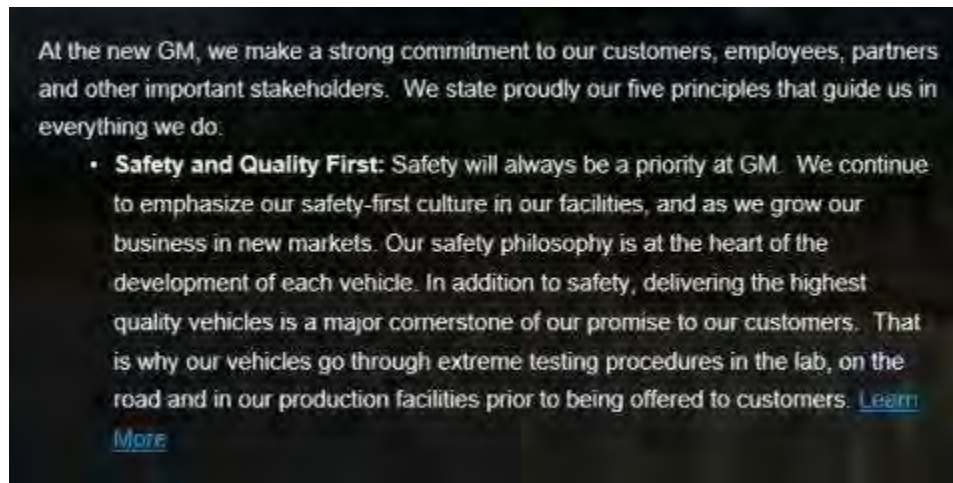 At the new GM, we make a strong commitment to our customers, employees, partners
and other important stakeholders.  We state proudly our five principles that guide us in
everything we do:
• Safety and Quality First: Safety will always be a priority at GM.  We continue
to emphasize our safety-first culture in our facilities, and as we grow our
business in new markets. Our safety philosophy is at the heart of the
development of each vehicle. In addition to safety, delivering the highest
quality vehicles is a major cornerstone of our promise to our customers.  That
is why our vehicles go through extreme testing procedures in the lab, on the
road and in our production facilities prior to being offered to customers. Learn
More